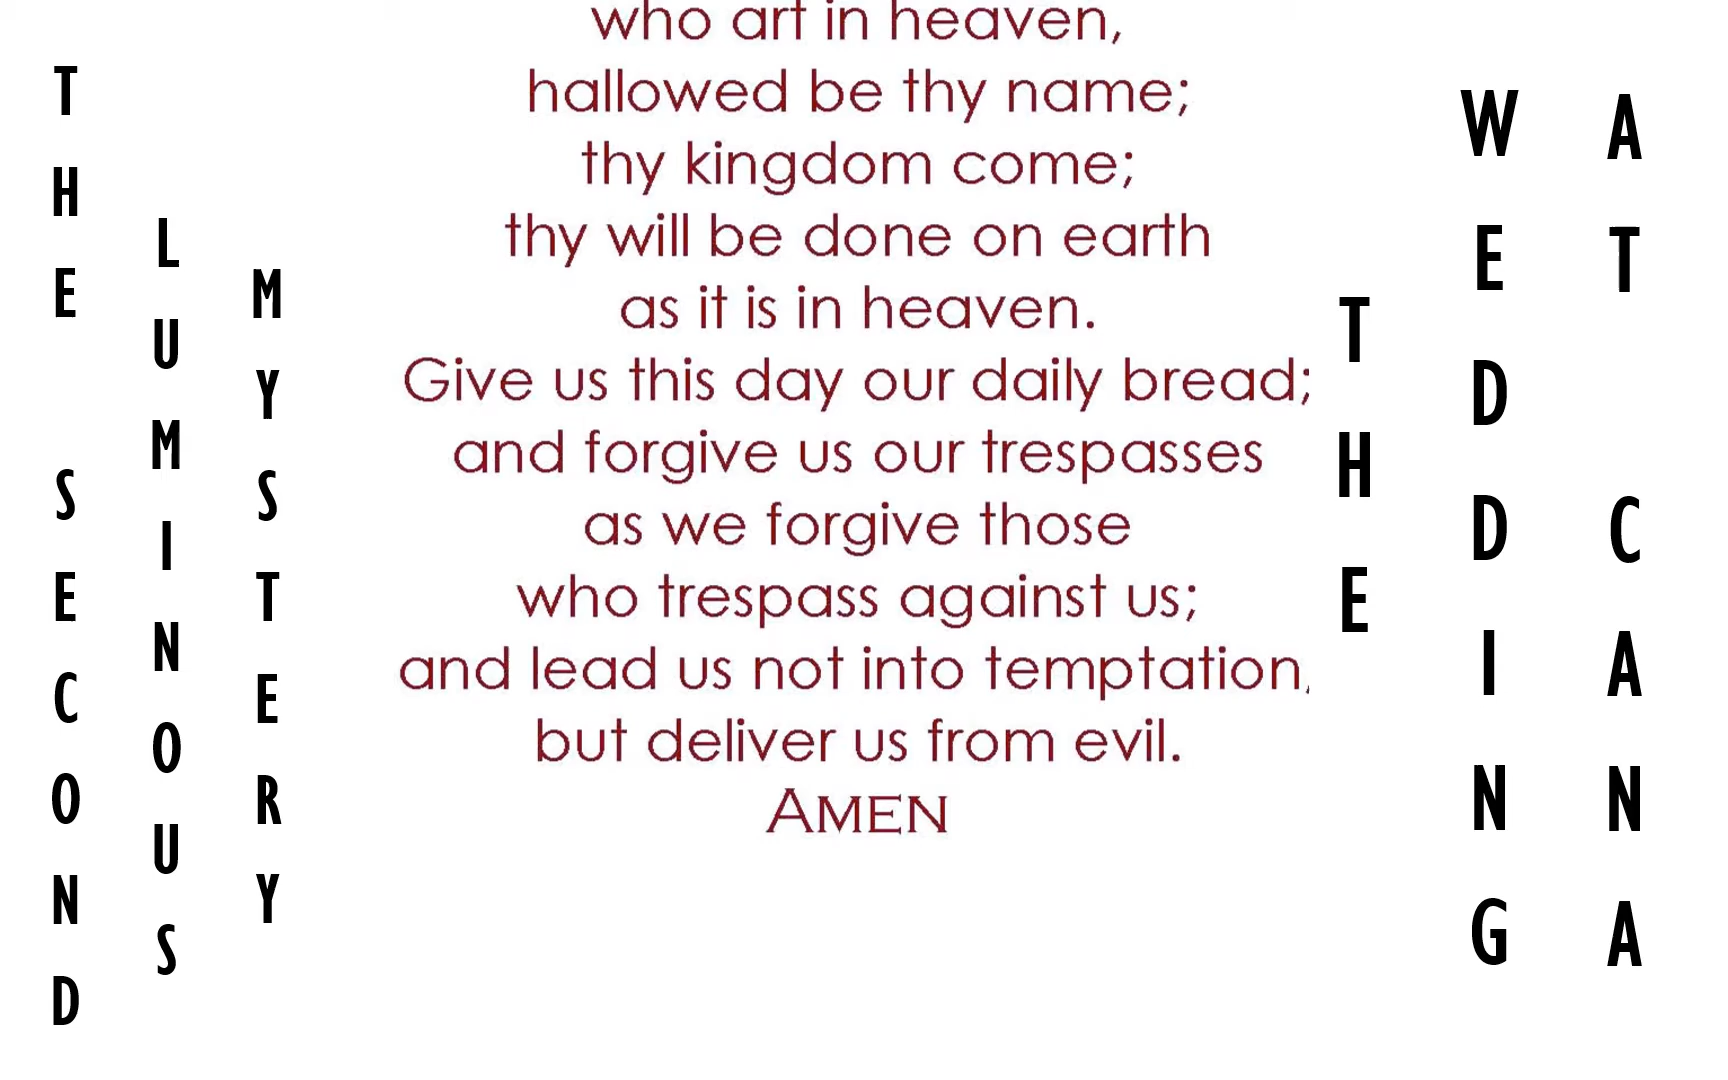 THE SECOND
LUMINOUS
MYSTERY
who art in heaven,
hallowed be thy name;
thy kingdom come;
thy will be done on earth
as it is in heaven.
Give us this day our daily bread;
and forgive us our trespasses
as we forgive those
who trespass against us;
and lead us not into temptation,
but deliver us from evil.
AMEN
THE
WEDDING
AT CANA